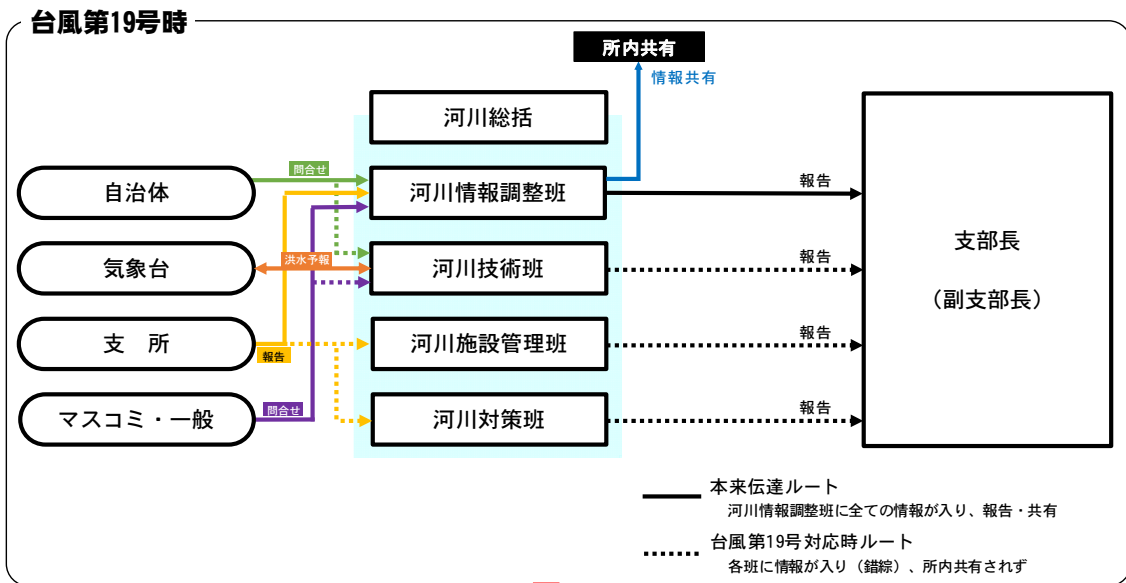 台風第19号時
所内共有
情報共有
河川総括
自治体
問合せ
河川情報調整班
報告
気象台
洪水予報
河川技術班
報告
支部長
（副支部長）
支　所
報告
河川施設管理班
報告
マスコミ・一般
問合せ
河川対策班
報告
本来伝達ルート
河川情報調整班に全ての情報が入り、報告・共有
台風第19号対応時ルート
各班に情報が入り（錯綜）、所内共有されず